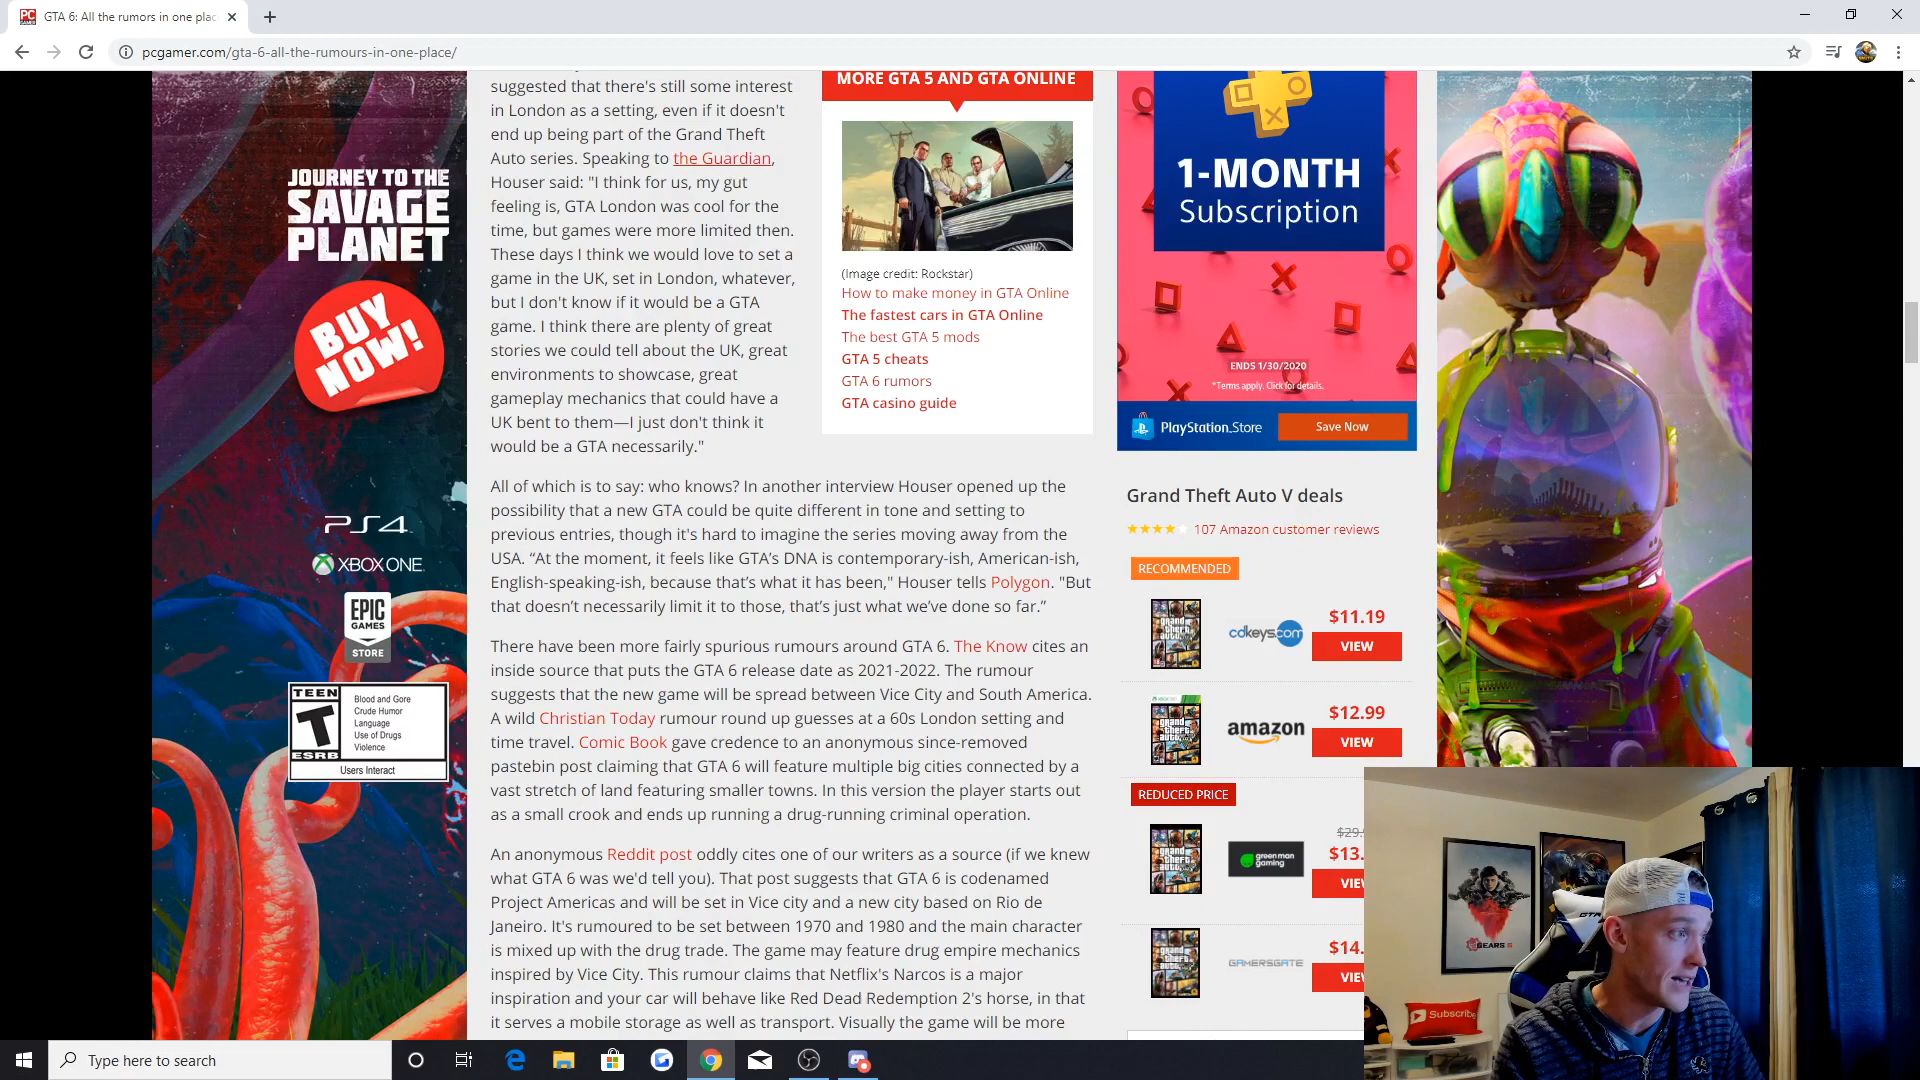 GTA 6: All the rumors in one plac
pcgamer.com/gta-6-all-the-rumours-in-one-place/
JOURNEY TO THE
SAVAGE
PLANET
BUY
NOW!
PS4
XBOX ONE
EPIC
GAMES
STORE
TEEN
T
ESRB
Blood and Gore
Crude Humor
Language
Use of Drugs
Violence
Users Interact
suggested that there's still some interest
in London as a setting, even if it doesn't
end up being part of the Grand Theft
Auto series. Speaking to the Guardian,
Houser said: "I think for us, my gut
feeling is, GTA London was cool for the
time, but games were more limited then.
These days I think we would love to set a
game in the UK, set in London, whatever,
but I don't know if it would be a GTA
game. I think there are plenty of great
stories we could tell about the UK, great
environments to showcase, great
gameplay mechanics that could have a
UK bent to them—I just don't think it
would be a GTA necessarily."
MORE GTA 5 AND GTA ONLINE
(Image credit: Rockstar)
How to make money in GTA Online
The fastest cars in GTA Online
The best GTA 5 mods
GTA 5 cheats
GTA 6 rumors
GTA casino guide
All of which is to say: who knows? In another interview Houser opened up the
possibility that a new GTA could be quite different in tone and setting to
previous entries, though it's hard to imagine the series moving away from the
USA. “At the moment, it feels like GTA’s DNA is contemporary-ish, American-ish,
English-speaking-ish, because that’s what it has been," Houser tells Polygon. "But
that doesn’t necessarily limit it to those, that’s just what we’ve done so far.”
There have been more fairly spurious rumours around GTA 6. The Know cites an
inside source that puts the GTA 6 release date as 2021-2022. The rumour
suggests that the new game will be spread between Vice City and South America.
A wild Christian Today rumour round up guesses at a 60s London setting and
time travel. Comic Book gave credence to an anonymous since-removed
pastebin post claiming that GTA 6 will feature multiple big cities connected by a
vast stretch of land featuring smaller towns. In this version the player starts out
as a small crook and ends up running a drug-running criminal operation.
An anonymous Reddit post oddly cites one of our writers as a source (if we knew
what GTA 6 was we'd tell you). That post suggests that GTA 6 is codenamed
Project Americas and will be set in Vice city and a new city based on Rio de
Janeiro. It's rumoured to be set between 1970 and 1980 and the main character
is mixed up with the drug trade. The game may feature drug empire mechanics
inspired by Vice City. This rumour claims that Netflix's Narcos is a major
inspiration and your car will behave like Red Dead Redemption 2's horse, in that
it serves a mobile storage as well as transport. Visually the game will be more
1-MONTH
Subscription
ENDS 1/30/2020
*Terms apply. Click for details.
PlayStation.Store
Save Now
Grand Theft Auto V deals
107 Amazon customer reviews
RECOMMENDED
cdkeys.com
$11.19
VIEW
amazon
$12.99
VIEW
REDUCED PRICE
$29.
green man
gaming
$13.
VIEW
GAMERSGATE
$14.
VIEW
GEARS 5
Subscribe
Type here to search